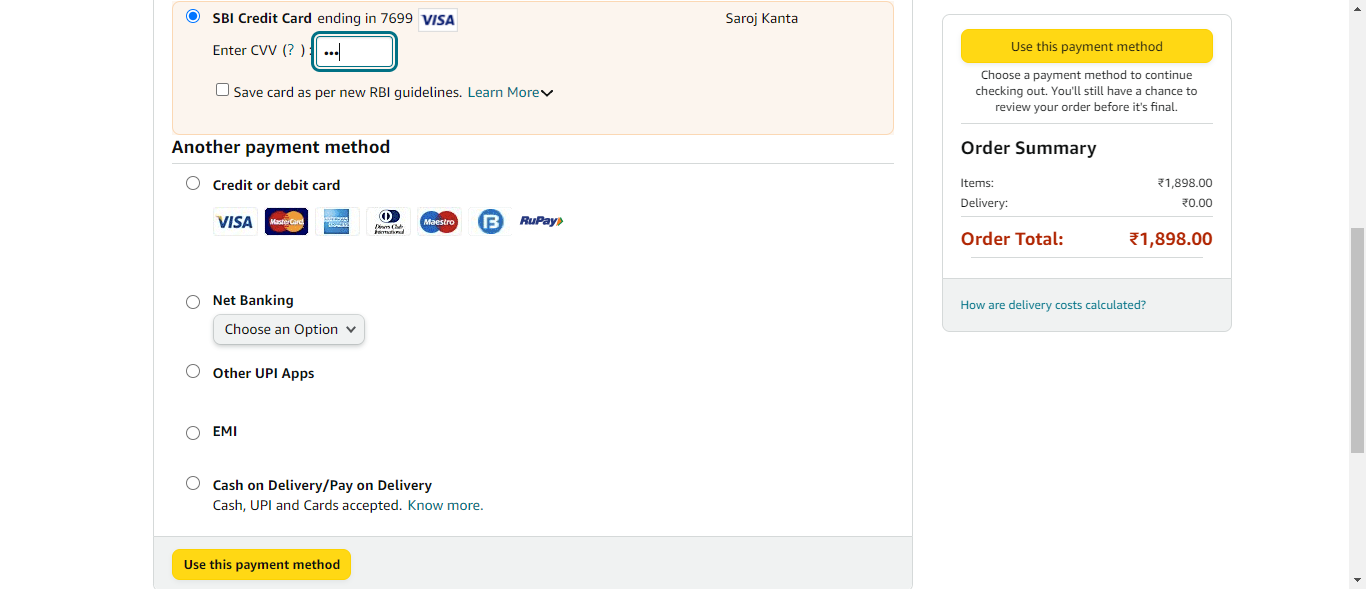 SBI Credit Card ending in 7699 VISA Saroj Kanta
Enter CVV (? ) : •••
Save card as per new RBI guidelines. Learn More
Another payment method
Credit or debit card
VISA MasterCard AMERICAN EXPRESS Diners Club International Maestro B RuPay
Net Banking
Choose an Option
Other UPI Apps
EMI
Cash on Delivery/Pay on Delivery
Cash, UPI and Cards accepted. Know more.
Use this payment method
Use this payment method
Choose a payment method to continue
checking out. You'll still have a chance to
review your order before it's final.
Order Summary
Items: ₹1,898.00
Delivery: ₹0.00
Order Total: ₹1,898.00
How are delivery costs calculated?